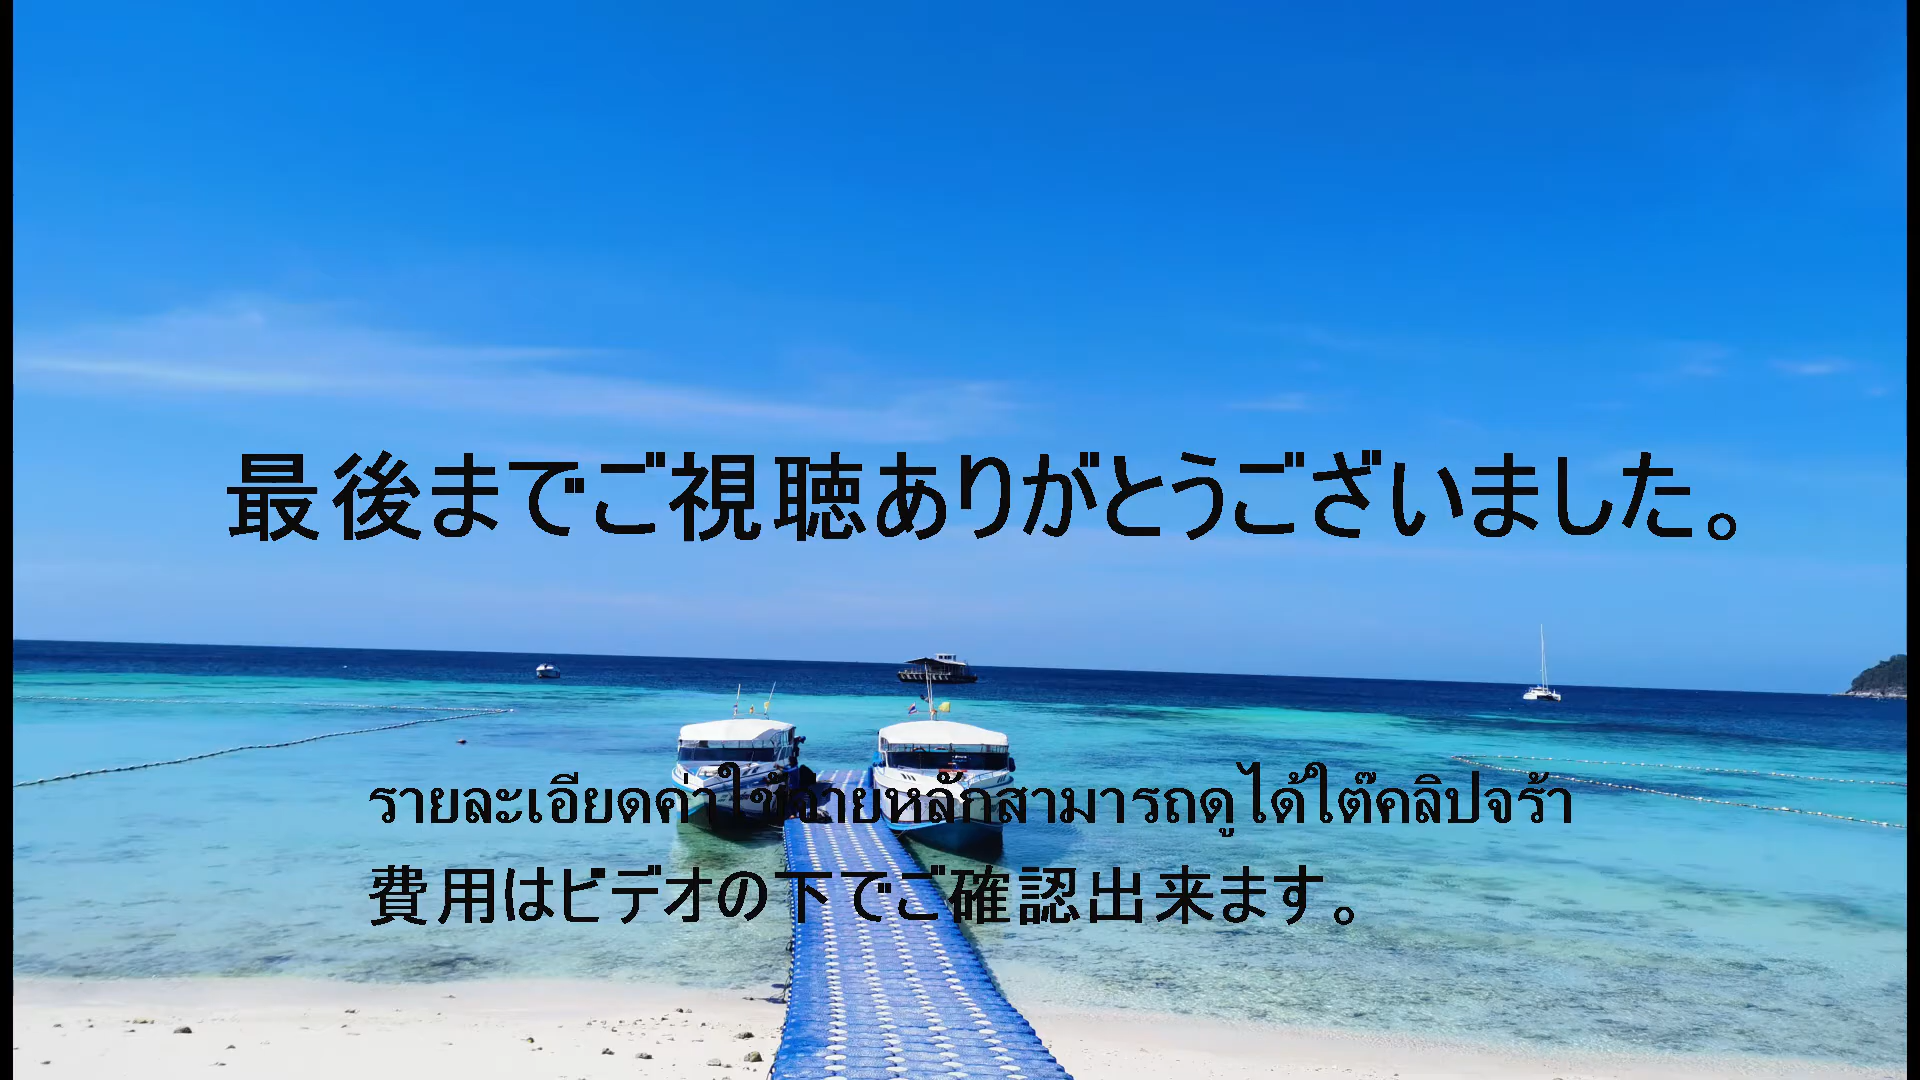 最後までご視聴ありがとうございました。
รายละเอียดค่าใช้จ่ายหลักสามารถดูได้ใต๊คลิปจร้า
費用はビデオの下でご確認出来ます。